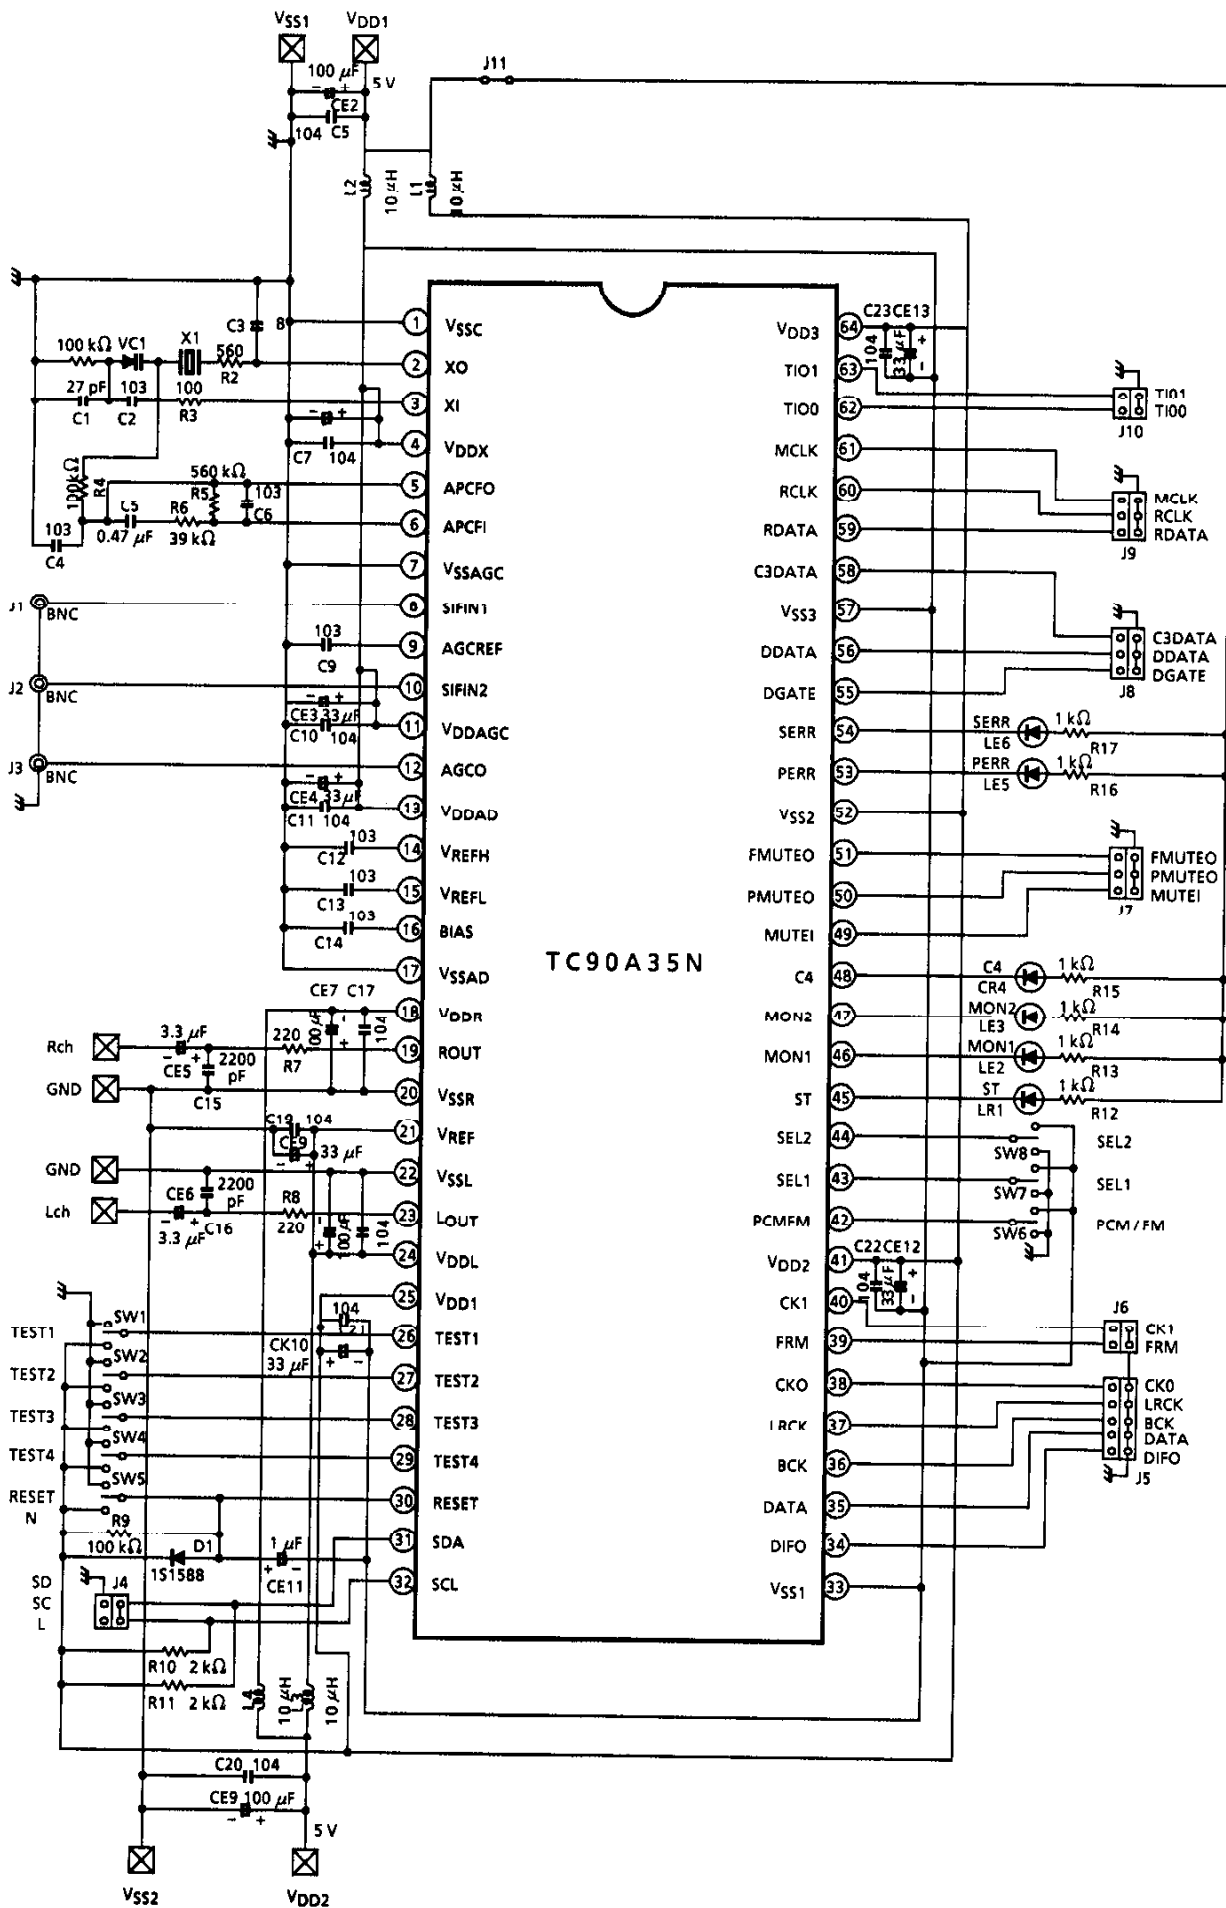 VSS1
VDD1
100 µF
5 V
CE2
104
C5
J11
L2
10 µH
L1
10 µH
C3
8
VC1
X1
100 kΩ
560
R2
27 pF
103
100
C1
C2
R3
C7
104
100 kΩ
R4
560 kΩ
R5
103
C6
C5
R6
0.47 µF
39 kΩ
103
C4
J1
BNC
103
C9
J2
BNC
CE3
33 µF
C10
104
J3
BNC
CE4
33 µF
C11
104
103
C12
103
C13
103
C14
CE7
C17
104
Rch
3.3 µF
CE5
2200
pF
C15
220
R7
GND
C19
104
CE9
33 µF
GND
CE6
2200
pF
R8
Lch
3.3 µF
C16
220
100 µF
104
104
CK10
33 µF
TEST1
SW1
SW2
TEST2
SW3
TEST3
SW4
TEST4
SW5
RESET
N
R9
100 kΩ
D1
1S1588
1 µF
CE11
SD
SC
L
J4
R10
2 kΩ
R11
2 kΩ
L4
10 µH
L3
10 µH
C20
104
CE9
100 µF
5 V
VSS2
VDD2
TC90A35N
1
VSSC
2
XO
3
XI
4
VDDX
5
APCFO
6
APCFI
7
VSSAGC
SIFIN1
9
AGCREF
10
SIFIN2
11
VDDAGC
12
AGCO
13
VDDAD
14
VREFH
15
VREFL
16
BIAS
17
VSSAD
18
VDDR
19
ROUT
20
VSSR
21
VREF
22
VSSL
23
LOUT
24
VDDL
25
VDD1
26
TEST1
27
TEST2
28
TEST3
29
TEST4
30
RESET
31
SDA
32
SCL
VDD3
64
TIO1
63
TIO0
62
MCLK
61
RCLK
60
RDATA
59
C3DATA
58
VSS3
57
DDATA
56
DGATE
55
SERR
54
PERR
53
VSS2
52
FMUTEO
51
PMUTEO
50
MUTEI
49
C4
48
MON2
47
MON1
46
ST
45
SEL2
44
SEL1
43
PCMFM
42
VDD2
41
CK1
40
FRM
39
CKO
38
LRCK
37
BCK
36
DATA
35
DIFO
34
VSS1
33
C23
CE13
104
33 µF
TI01
TI00
J10
MCLK
RCLK
RDATA
J9
C3DATA
DDATA
DGATE
J8
SERR
1 kΩ
LE6
R17
PERR
1 kΩ
LE5
R16
FMUTEO
PMUTEO
MUTEI
J7
C4
1 kΩ
CR4
R15
MON2
1 kΩ
LE3
R14
MON1
1 kΩ
LE2
R13
ST
1 kΩ
LR1
R12
SEL2
SW8
SEL1
SW7
PCM / FM
SW6
C22
CE12
104
33 µF
J6
CK1
FRM
CK0
LRCK
BCK
DATA
DIFO
J5